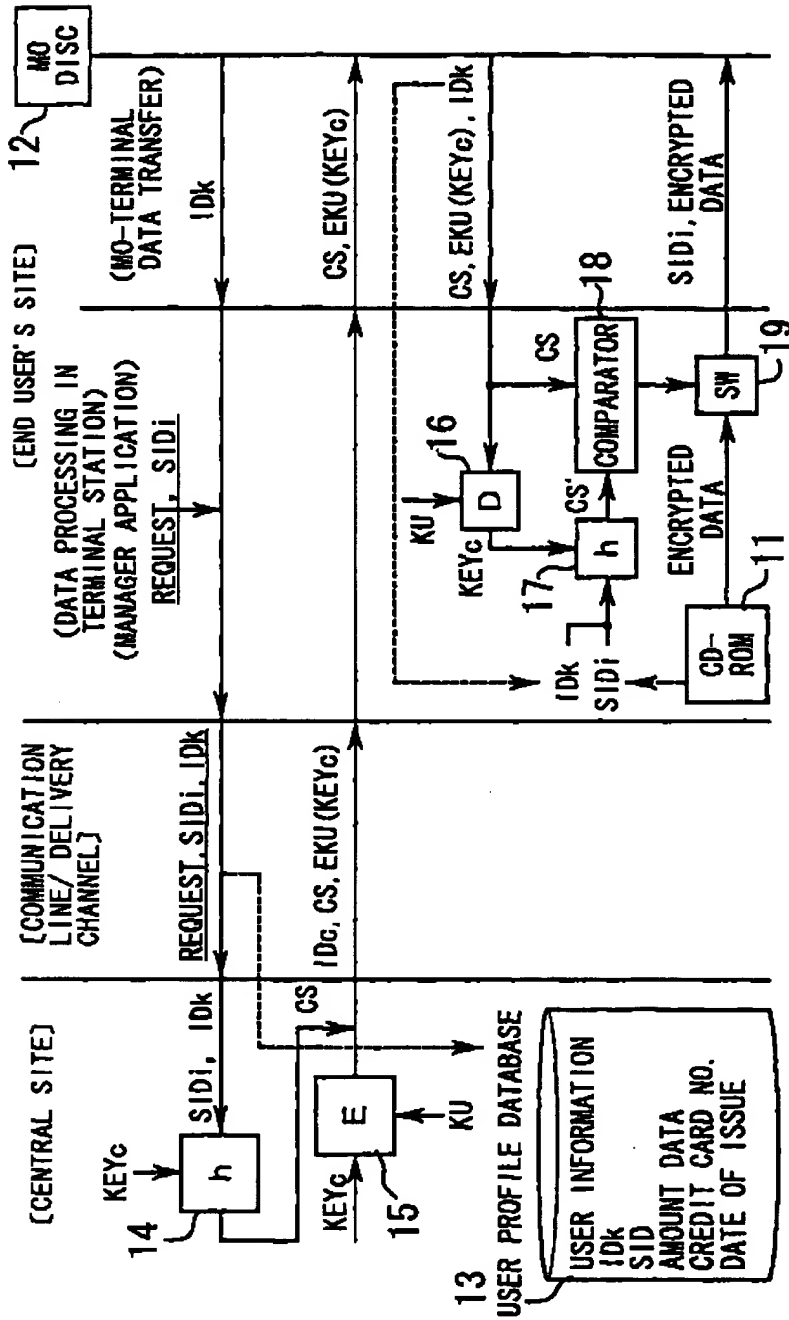 [CENTRAL SITE]
[COMMUNICATION
LINE/ DELIVERY
CHANNEL]
[END USER'S SITE]
(DATA PROCESSING IN
TERMINAL STATION)
(MANAGER APPLICATION)
(MO-TERMINAL
DATA TRANSFER)
12
MO
DISC
IDk
REQUEST, SIDi
REQUEST, SIDi, IDk
SIDi, IDk
KEYc
h
14
CS
KEYc
E
15
KU
IDc, CS, EKU(KEYc)
CS, EKU(KEYc)
CS, EKU(KEYc), IDk
KU
D
16
KEYc
CS
17
h
CS'
COMPARATOR
18
IDk
SIDi
CD-
ROM
11
ENCRYPTED
DATA
SW
19
SIDi, ENCRYPTED
DATA
13
USER PROFILE DATABASE
USER INFORMATION
IDk
SID
AMOUNT DATA
CREDIT CARD NO.
DATE OF ISSUE